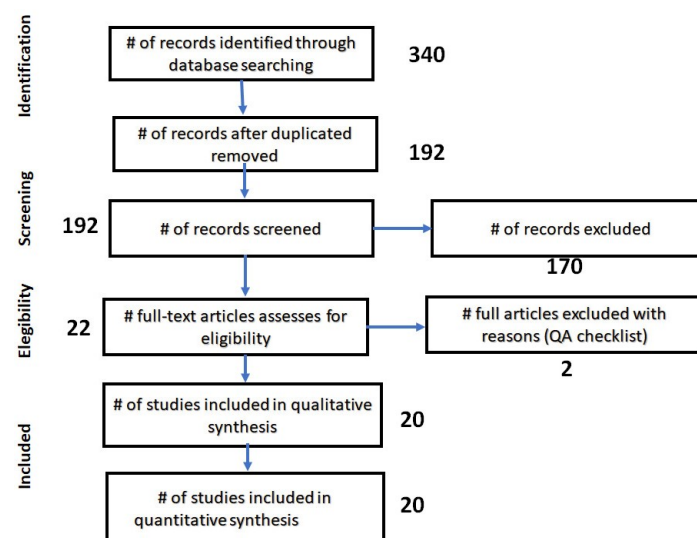 Identification
# of records identified through
database searching
340
# of records after duplicated
removed
192
Screening
192
# of records screened
# of records excluded
170
Elegibility
22
# full-text articles assesses for
eligibility
# full articles excluded with
reasons (QA checklist)
2
Included
# of studies included in qualitative
synthesis
20
# of studies included in
quantitative synthesis
20